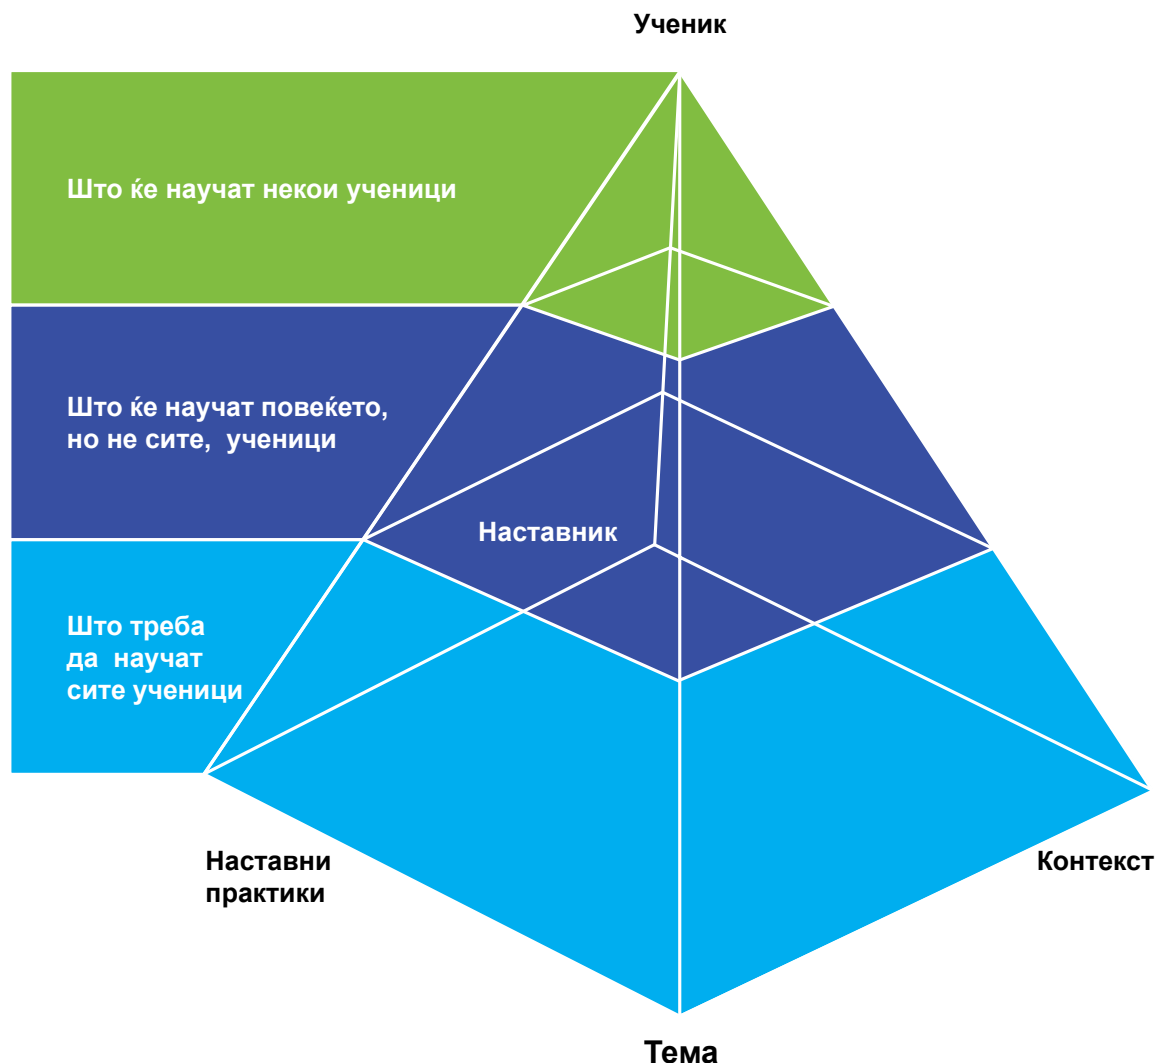 Ученик
Што ќе научат некои ученици
Што ќе научат повеќето,
но не сите, ученици
Наставник
Што треба
да научат
сите ученици
Наставни
практики
Контекст
Тема